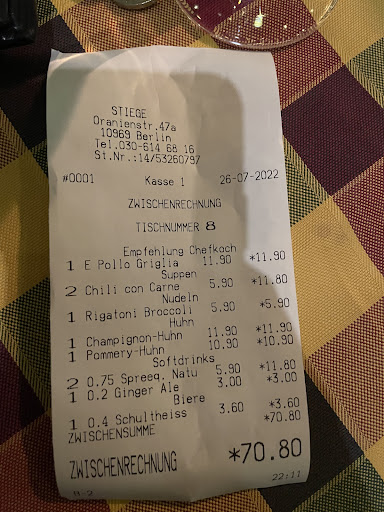 STIEGE
Oranienstr.47a
10969 Berlin
Tel.030-614 68 16
St.Nr.:14/53260797
#0001 Kasse 1 26-07-2022
ZWISCHENRECHNUNG
TISCHNUMMER 8
Empfehlung Chefkoch
1 E Pollo Griglia 11.90 *11.90
Suppen
2 Chili con Carne 5.90 *11.80
Nudeln
1 Rigatoni Broccoli 5.90 *5.90
Huhn
1 Champignon-Huhn 11.90 *11.90
1 Pommery-Huhn 10.90 *10.90
Softdrinks
2 0.75 Spreeq. Natu 5.90 *11.80
1 0.2 Ginger Ale 3.00 *3.00
Biere
1 0.4 Schultheiss 3.60 *3.60
ZWISCHENSUMME *70.80
ZWISCHENRECHNUNG *70.80
22:11